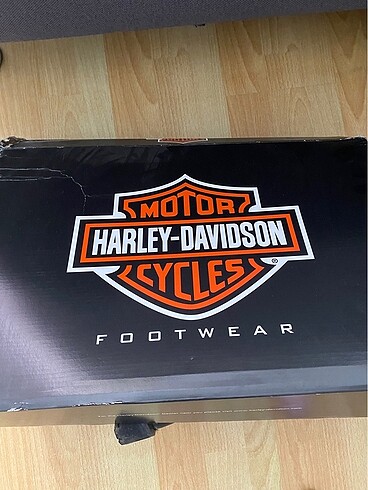 MOTOR
HARLEY-DAVIDSON
CYCLES
®
FOOTWEAR